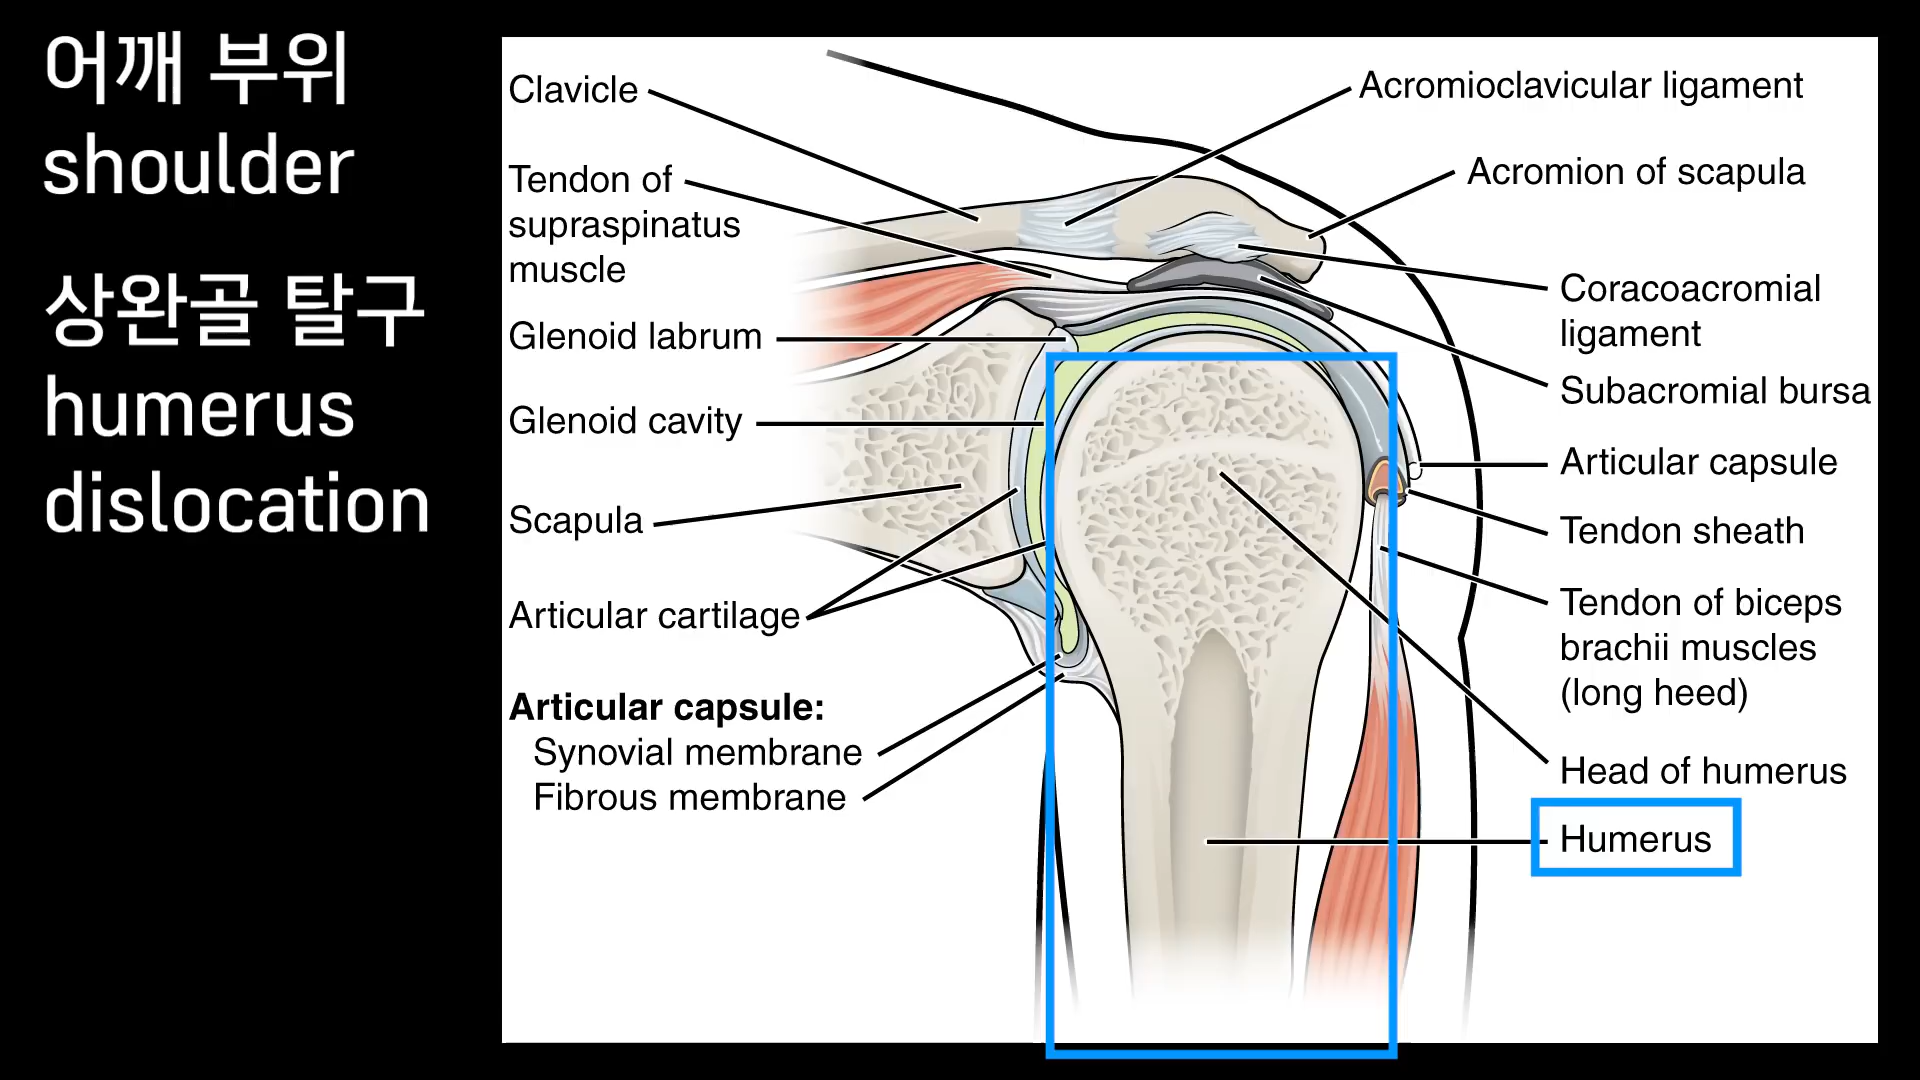 어깨 부위
shoulder
상완골 탈구
humerus
dislocation
Clavicle
Tendon of
supraspinatus
muscle
Glenoid labrum
Glenoid cavity
Scapula
Articular cartilage
Articular capsule:
Synovial membrane
Fibrous membrane
Acromioclavicular ligament
Acromion of scapula
Coracoacromial
ligament
Subacromial bursa
Articular capsule
Tendon sheath
Tendon of biceps
brachii muscles
(long heed)
Head of humerus
Humerus